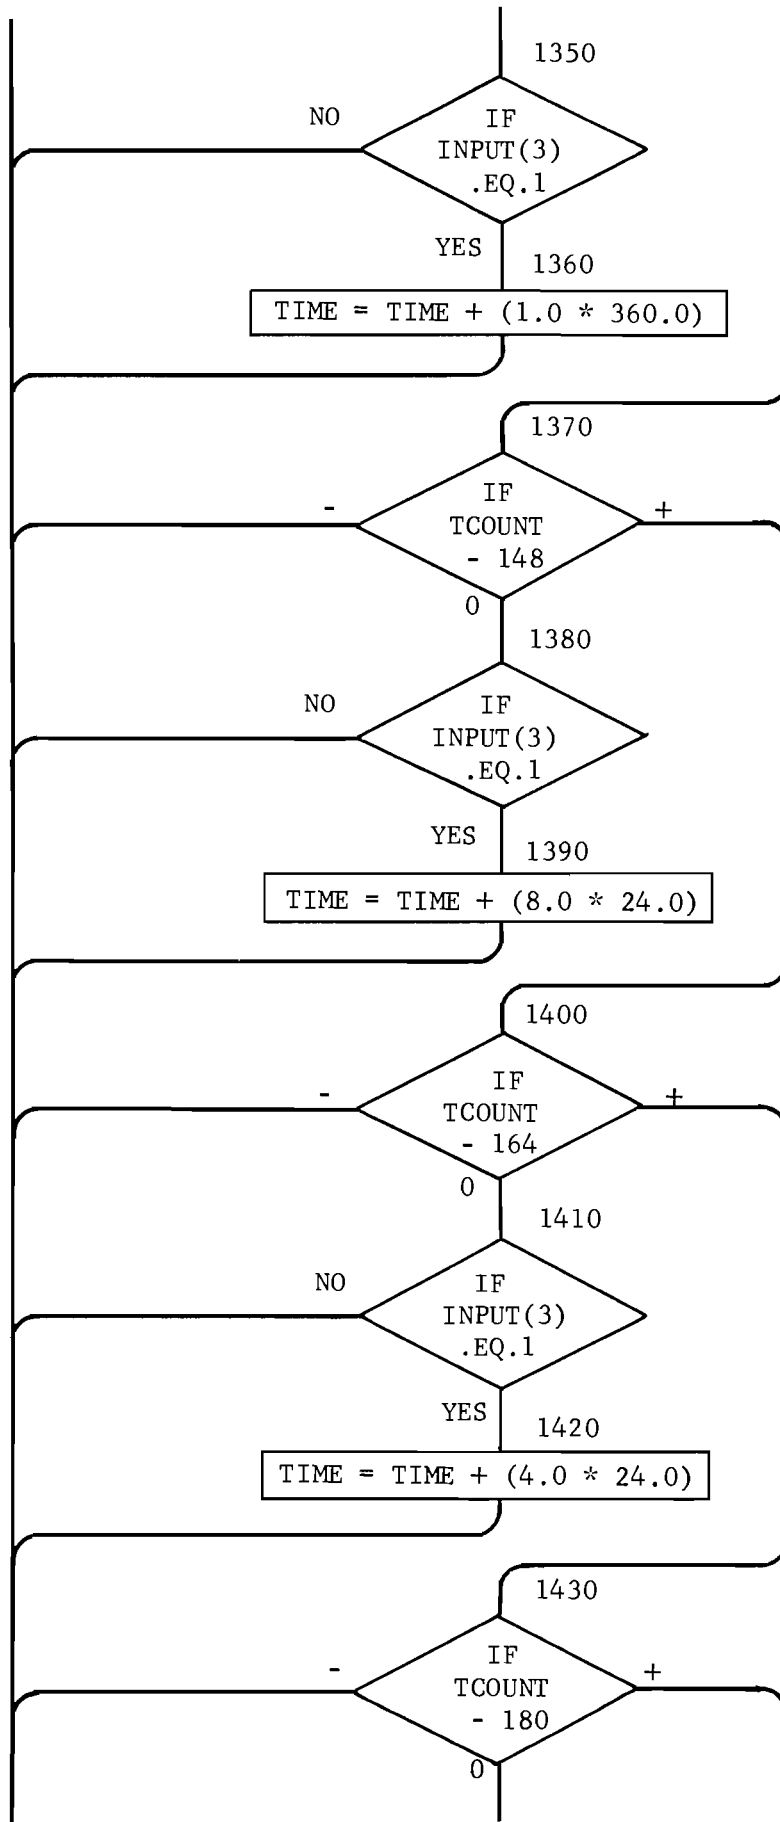 1350
NO
IF
INPUT(3)
.EQ.1
YES
1360
TIME = TIME + (1.0 * 360.0)
1370
-
IF
TCOUNT
- 148
+
0
1380
NO
IF
INPUT(3)
.EQ.1
YES
1390
TIME = TIME + (8.0 * 24.0)
1400
-
IF
TCOUNT
- 164
+
0
1410
NO
IF
INPUT(3)
.EQ.1
YES
1420
TIME = TIME + (4.0 * 24.0)
1430
-
IF
TCOUNT
- 180
+
0